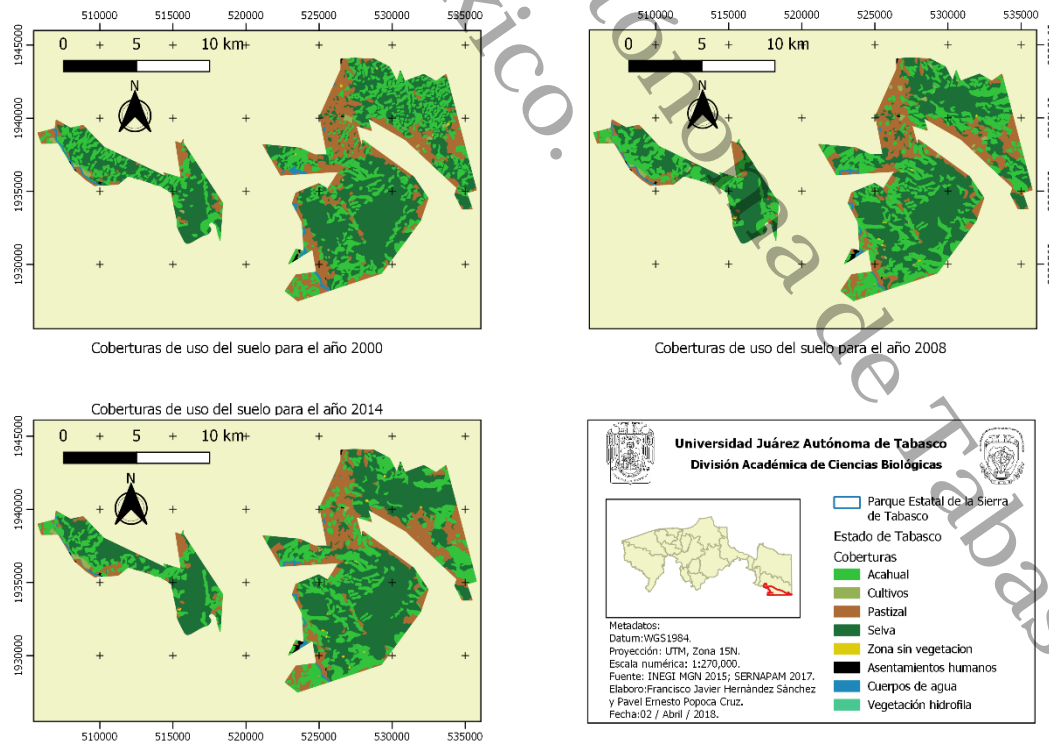 510000 515000 520000 525000 530000 535000
510000 515000 520000 525000 530000 535000
1945000
1940000
1935000
1930000
0 5 10 km
N
0 5 10 km
N
Coberturas de uso del suelo para el año 2000
Coberturas de uso del suelo para el año 2008
Coberturas de uso del suelo para el año 2014
1945000
1940000
1935000
1930000
0 5 10 km
N
510000 515000 520000 525000 530000 535000
Universidad Juárez Autónoma de Tabasco
División Académica de Ciencias Biológicas
Parque Estatal de la Sierra
de Tabasco
Estado de Tabasco
Coberturas
Acahual
Cultivos
Pastizal
Selva
Zona sin vegetacion
Asentamientos humanos
Cuerpos de agua
Vegetación hidrofila
Metadatos:
Datum:WGS1984.
Proyección: UTM, Zona 15N.
Escala numérica: 1:270,000.
Fuente: INEGI MGN 2015; SERNAPAM 2017.
Elaboro:Francisco Javier Hernández Sánchez
y Pavel Ernesto Popoca Cruz.
Fecha:02 / Abril / 2018.
xico.
utónoma de Tabas